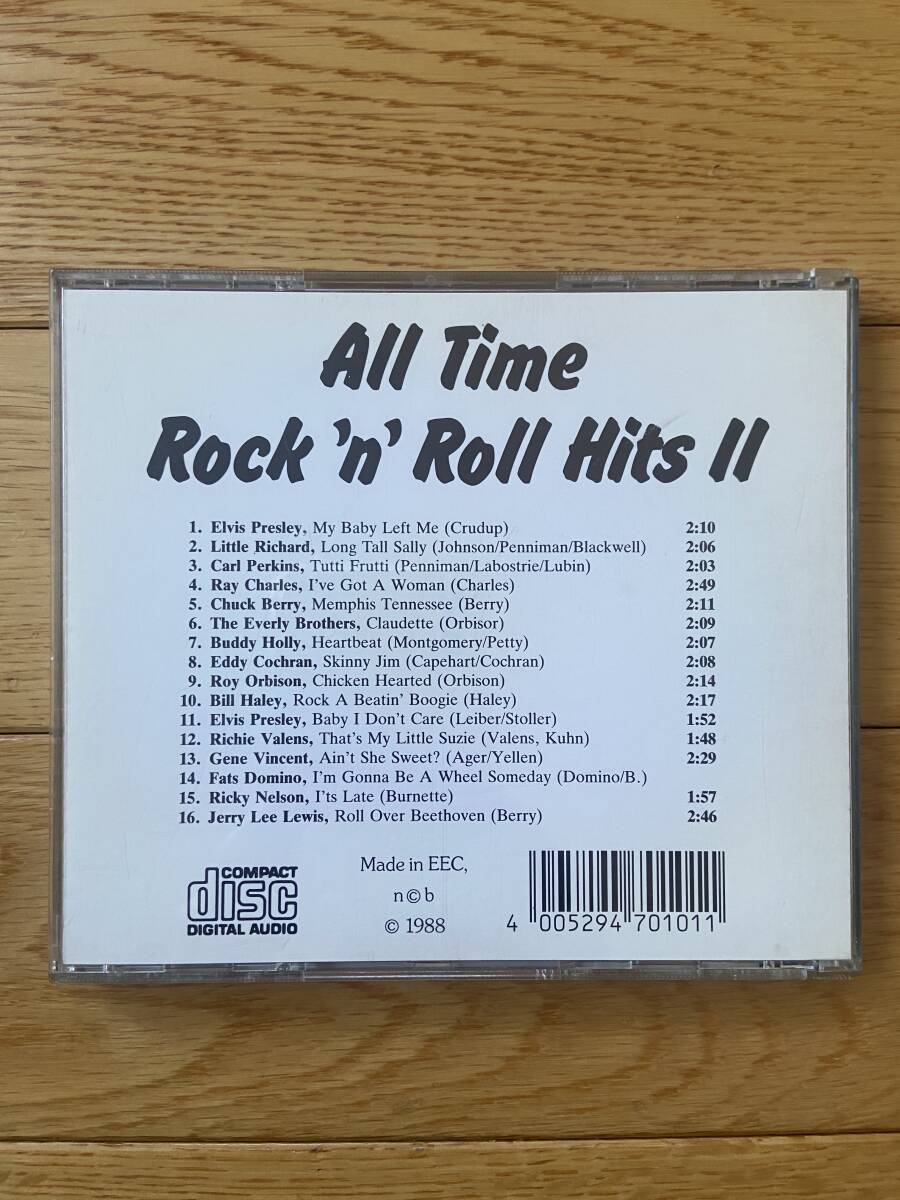 All Time
Rock 'n' Roll Hits II
1. Elvis Presley, My Baby Left Me (Crudup) 2:10
2. Little Richard, Long Tall Sally (Johnson/Penniman/Blackwell) 2:06
3. Carl Perkins, Tutti Frutti (Penniman/Labostrie/Lubin) 2:03
4. Ray Charles, I've Got A Woman (Charles) 2:49
5. Chuck Berry, Memphis Tennessee (Berry) 2:11
6. The Everly Brothers, Claudette (Orbisor) 2:09
7. Buddy Holly, Heartbeat (Montgomery/Petty) 2:07
8. Eddy Cochran, Skinny Jim (Capehart/Cochran) 2:08
9. Roy Orbison, Chicken Hearted (Orbison) 2:14
10. Bill Haley, Rock A Beatin' Boogie (Haley) 2:17
11. Elvis Presley, Baby I Don't Care (Leiber/Stoller) 1:52
12. Richie Valens, That's My Little Suzie (Valens, Kuhn) 1:48
13. Gene Vincent, Ain't She Sweet? (Ager/Yellen) 2:29
14. Fats Domino, I'm Gonna Be A Wheel Someday (Domino/B.)
15. Ricky Nelson, I'ts Late (Burnette) 1:57
16. Jerry Lee Lewis, Roll Over Beethoven (Berry) 2:46
COMPACT
disc
DIGITAL AUDIO
Made in EEC,
n©b
© 1988
4 005294 701011